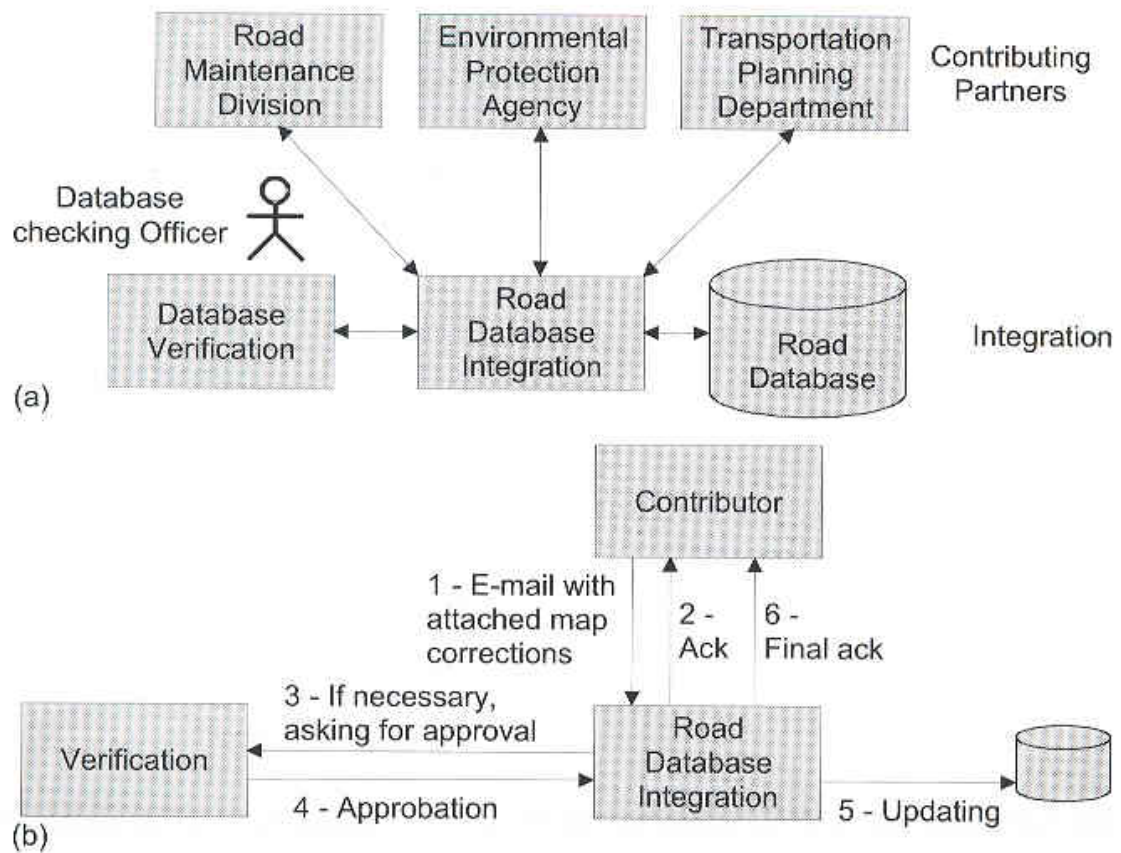 Road
Maintenance
Division
Environmental
Protection
Agency
Transportation
Planning
Department
Contributing
Partners
Database
checking Officer
Database
Verification
Road
Database
Integration
Road
Database
Integration
(a)
Contributor
1 - E-mail with
attached map
corrections
2 -
Ack
6 -
Final ack
3 - If necessary,
asking for approval
Verification
Road
Database
Integration
4 - Approbation
5 - Updating
(b)